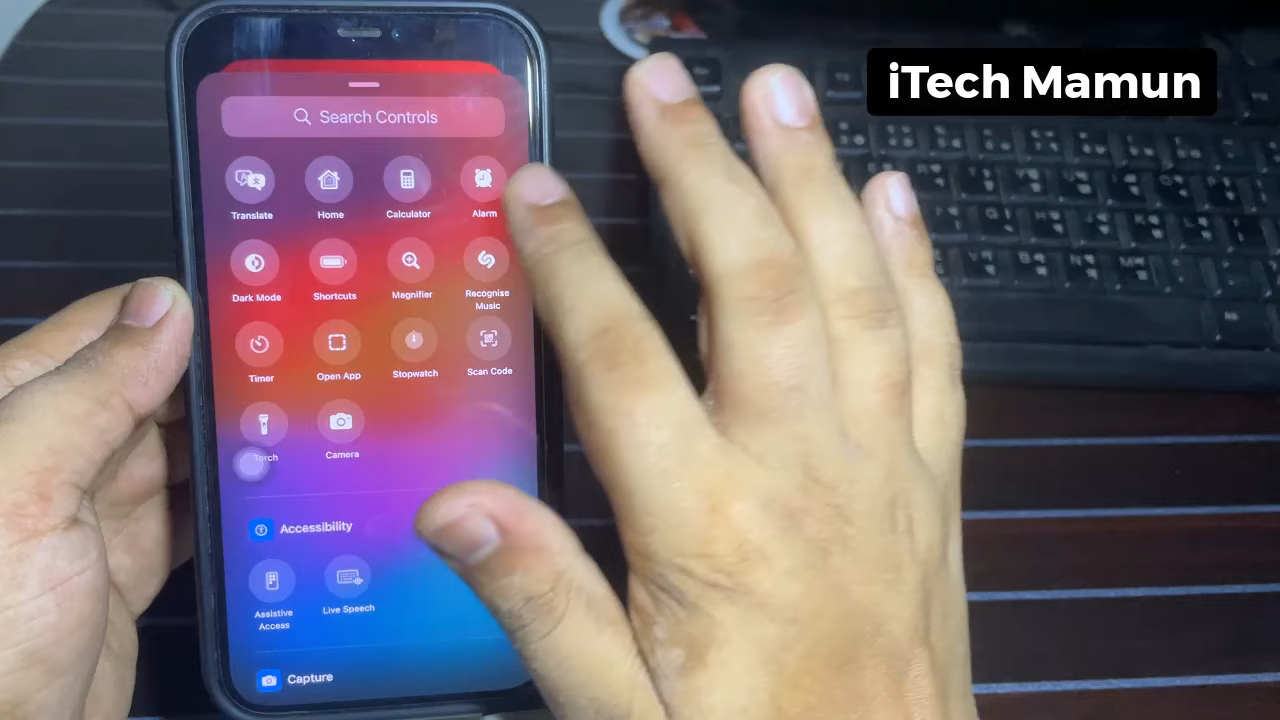 iTech Mamun
Search Controls
Translate
Home
Calculator
Alarm
Dark Mode
Shortcuts
Magnifier
Recognise
Music
Timer
Open App
Stopwatch
Scan Code
Torch
Camera
Accessibility
Assistive
Access
Live Speech
Capture